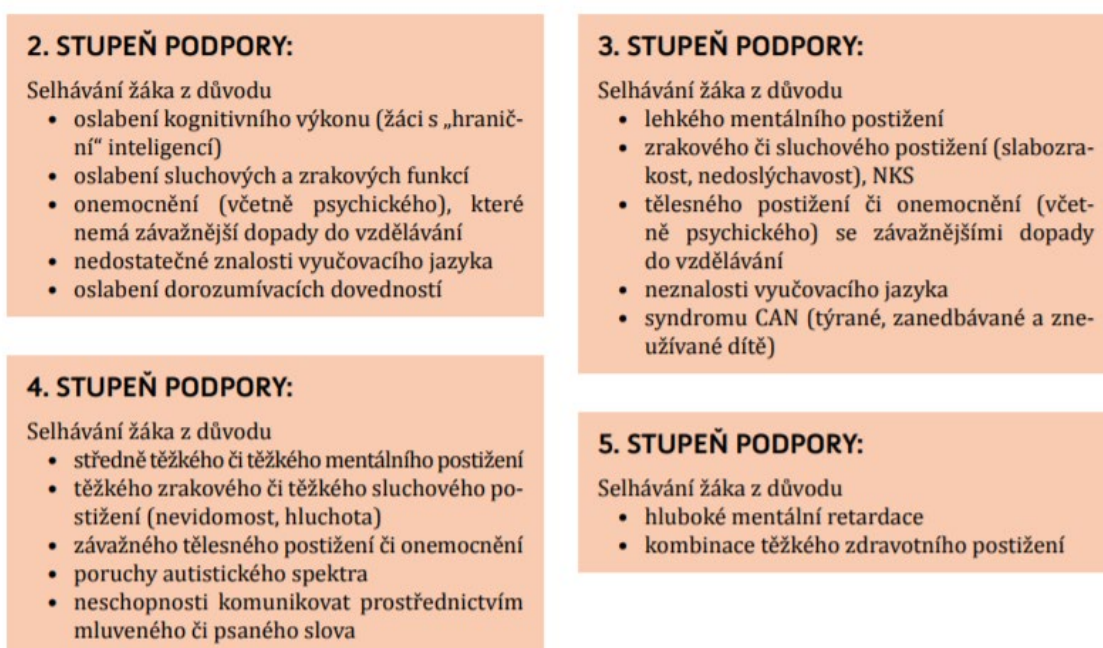 2. STUPEŇ PODPORY:
Selhávání žáka z důvodu
• oslabení kognitivního výkonu (žáci s „hranič-
ní“ inteligencí)
• oslabení sluchových a zrakových funkcí
• onemocnění (včetně psychického), které
nemá závažnější dopady do vzdělávání
• nedostatečné znalosti vyučovacího jazyka
• oslabení dorozumívacích dovedností
3. STUPEŇ PODPORY:
Selhávání žáka z důvodu
• lehkého mentálního postižení
• zrakového či sluchového postižení (slabozra-
kost, nedoslýchavost), NKS
• tělesného postižení či onemocnění (včet-
ně psychického) se závažnějšími dopady
do vzdělávání
• neznalosti vyučovacího jazyka
• syndromu CAN (týrané, zanedbávané a zne-
užívané dítě)
4. STUPEŇ PODPORY:
Selhávání žáka z důvodu
• středně těžkého či těžkého mentálního postižení
• těžkého zrakového či těžkého sluchového po-
stižení (nevidomost, hluchota)
• závažného tělesného postižení či onemocnění
• poruchy autistického spektra
• neschopnosti komunikovat prostřednictvím
mluveného či psaného slova
5. STUPEŇ PODPORY:
Selhávání žáka z důvodu
• hluboké mentální retardace
• kombinace těžkého zdravotního postižení